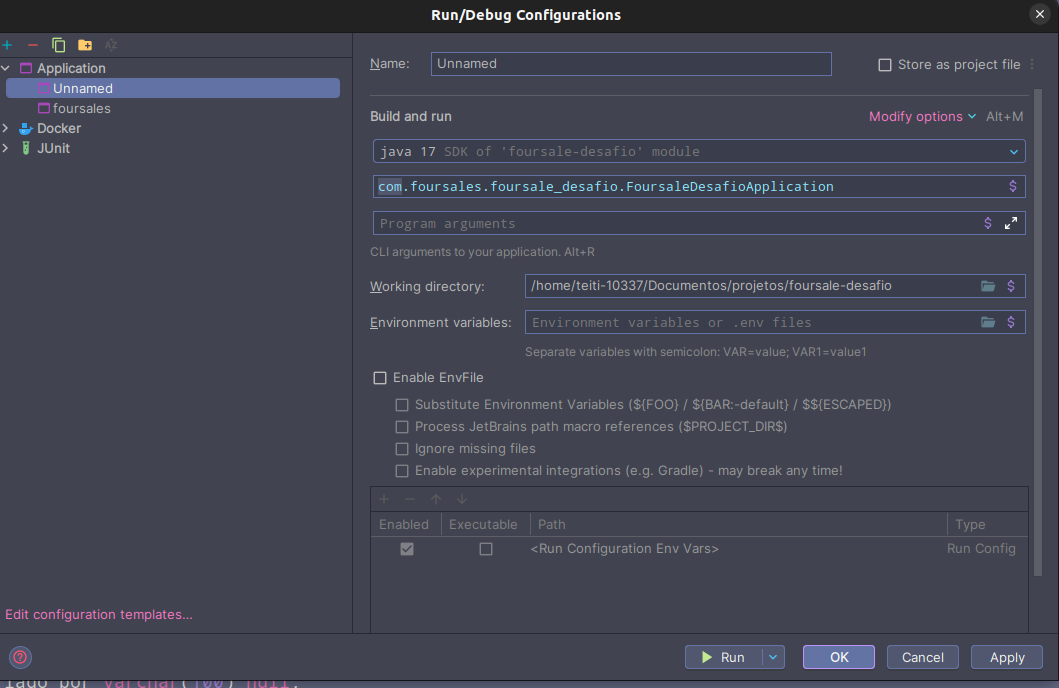 Run/Debug Configurations
Application
Unnamed
foursales
Docker
JUnit
Edit configuration templates...
Name: Unnamed Store as project file
Build and run Modify options Alt+M
java 17 SDK of 'foursale-desafio' module
com.foursales.foursale_desafio.FoursaleDesafioApplication $
Program arguments $
CLI arguments to your application. Alt+R
Working directory: /home/teiti-10337/Documentos/projetos/foursale-desafio $
Environment variables: Environment variables or .env files $
Separate variables with semicolon: VAR=value; VAR1=value1
Enable EnvFile
Substitute Environment Variables (${FOO} / ${BAR:-default} / $${ESCAPED})
Process JetBrains path macro references ($PROJECT_DIR$)
Ignore missing files
Enable experimental integrations (e.g. Gradle) - may break any time!
Enabled Executable Path Type
<Run Configuration Env Vars> Run Config
? Run OK Cancel Apply
varchar(100) null,